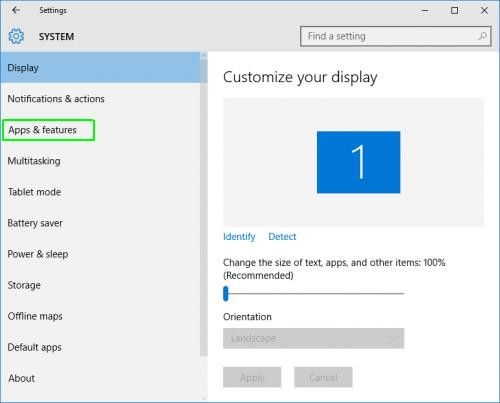 Settings
SYSTEM
Find a setting
Display
Notifications & actions
Apps & features
Multitasking
Tablet mode
Battery saver
Power & sleep
Storage
Offline maps
Default apps
About
Customize your display
1
Identify Detect
Change the size of text, apps, and other items: 100%
(Recommended)
Orientation
Landscape
Apply Cancel